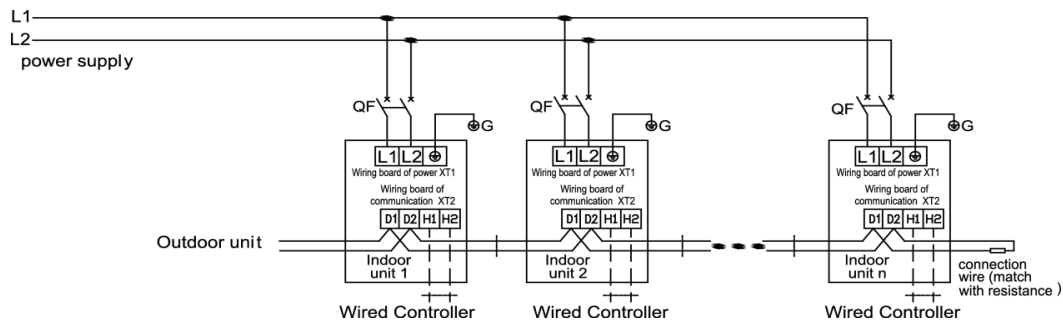 L1
L2
power supply
QF
G
QF
G
QF
G
L1 L2
L1 L2
L1 L2
Wiring board of power XT1
Wiring board of power XT1
Wiring board of power XT1
Wiring board of
communication XT2
Wiring board of
communication XT2
Wiring board of
communication XT2
D1 D2 H1 H2
D1 D2 H1 H2
D1 D2 H1 H2
Outdoor unit
Indoor
unit 1
Indoor
unit 2
Indoor
unit n
connection
wire (match
with resistance )
Wired Controller
Wired Controller
Wired Controller